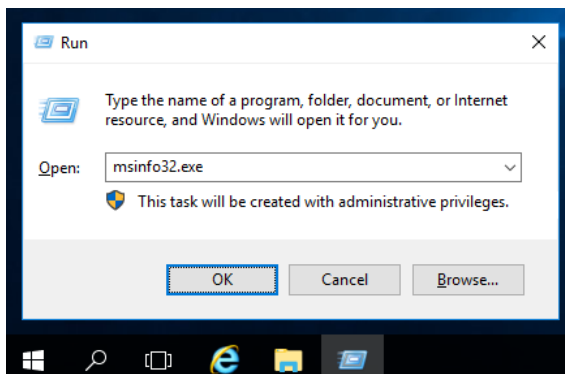 Run
Type the name of a program, folder, document, or Internet
resource, and Windows will open it for you.
Open: msinfo32.exe
This task will be created with administrative privileges.
OK Cancel Browse...